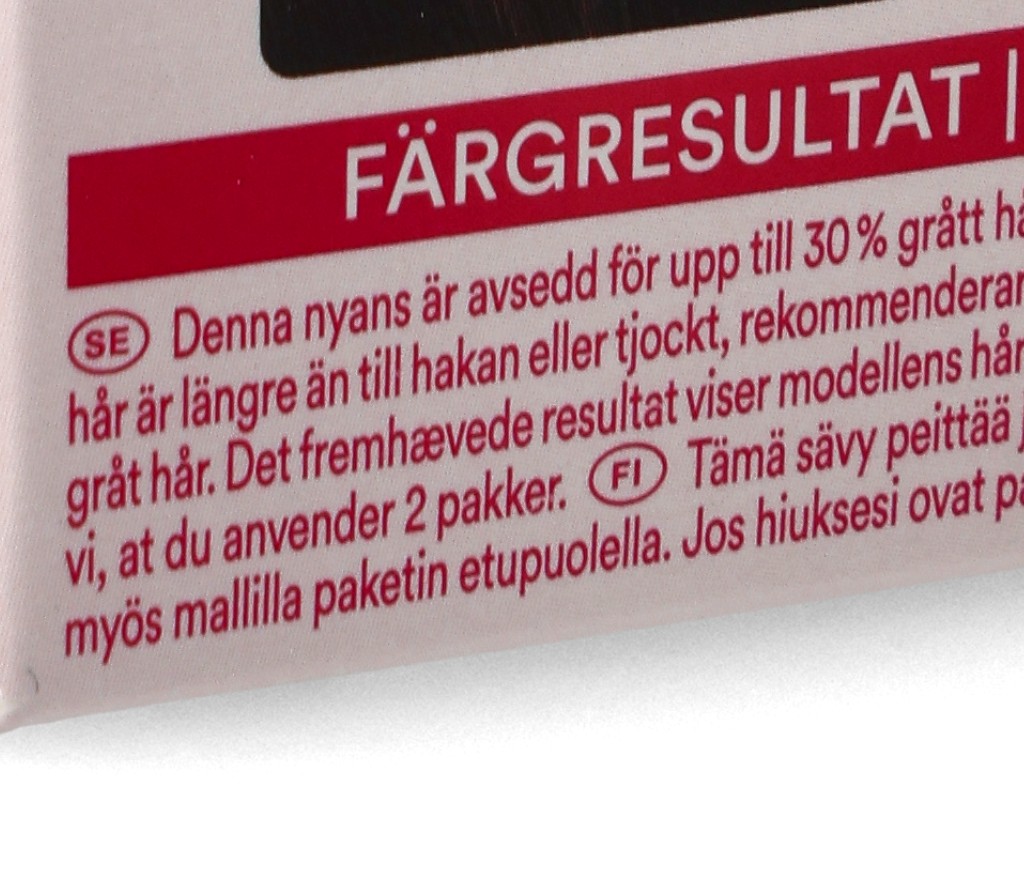 FÄRGRESULTAT |
SE Denna nyans är avsedd för upp till 30 % grått
hår är längre än till hakan eller tjockt,
gråt hår. Det fremhævede resultat viser modellens hår
vi, at du anvender 2 pakker. FI Tämä sävy peittää
myös mallilla paketin etupuolella. Jos hiuksesi ovat